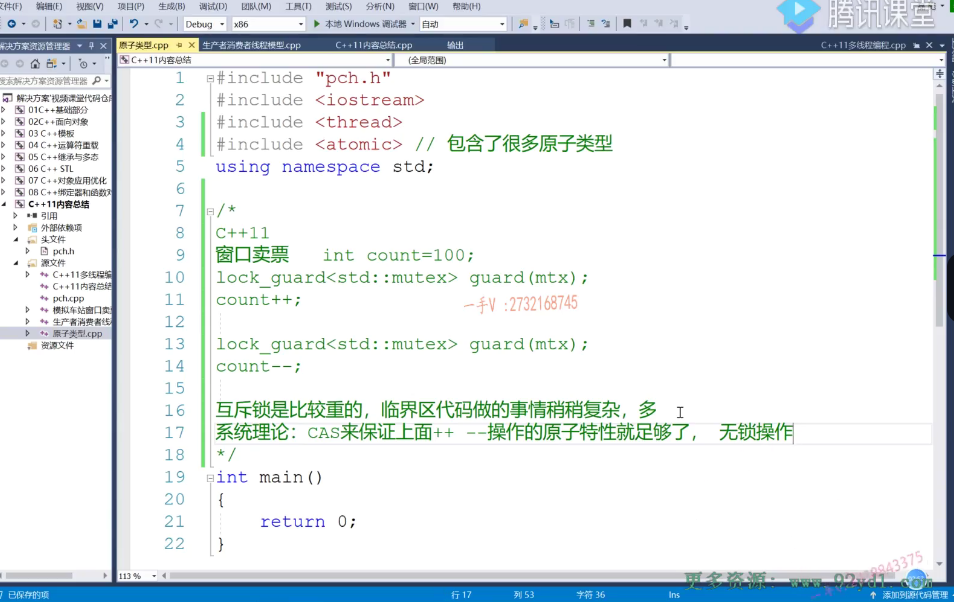 文件(F) 编辑(E) 视图(V) 项目(P) 生成(B) 调试(D) 团队(M) 工具(T) 测试(S) 分析(N) 窗口(W) 帮助(H)
腾讯课堂
Debug x86 本地 Windows 调试器 自动
解决方案资源管理器
原子类型.cpp 生产者消费者线程模型.cpp C++11内容总结.cpp 输出 C++11多线程编程.cpp
C++11内容总结 (全局范围)
搜索解决方案资源管理器
解决方案"视频课堂代码仓
01C++基础部分
02C++面向对象
03 C++模板
04 C++运算符重载
05 C++继承与多态
06 C++ STL
07 C++对象应用优化
08 C++绑定器和函数对
C++11内容总结
引用
外部依赖项
头文件
pch.h
源文件
C++11多线程编
C++11内容总结
pch.cpp
模拟车站窗口卖
生产者消费者线
原子类型.cpp
资源文件
1 #include "pch.h"
2 #include <iostream>
3 #include <thread>
4 #include <atomic> // 包含了很多原子类型
5 using namespace std;
6
7 /*
8 C++11
9 窗口卖票 int count=100;
10 lock_guard<std::mutex> guard(mtx);
11 count++;
一手V :2732168745
12
13 lock_guard<std::mutex> guard(mtx);
14 count--;
15
16 互斥锁是比较重的，临界区代码做的事情稍稍复杂，多
17 系统理论：CAS来保证上面++ --操作的原子特性就足够了， 无锁操作
18 */
19 int main()
20 {
21 return 0;
22 }
113 %
更多资源：www.92yd1.com
已保存的项 行 17 列 53 字符 36 Ins 添加到源代码管理